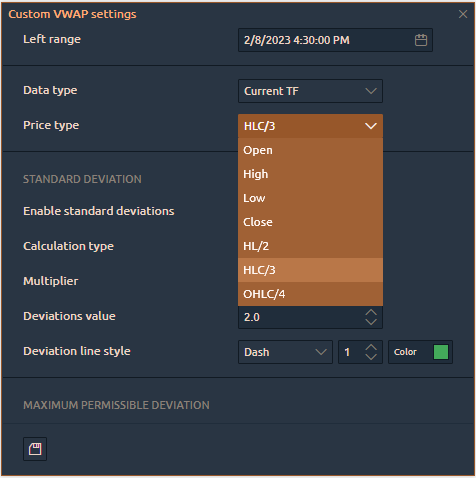 Custom VWAP settings
Left range 2/8/2023 4:30:00 PM
Data type Current TF
Price type HLC/3
Open
High
STANDARD DEVIATION Low
Enable standard deviations Close
Calculation type HL/2
Multiplier HLC/3
OHLC/4
Deviations value 2.0
Deviation line style Dash 1 Color
MAXIMUM PERMISSIBLE DEVIATION